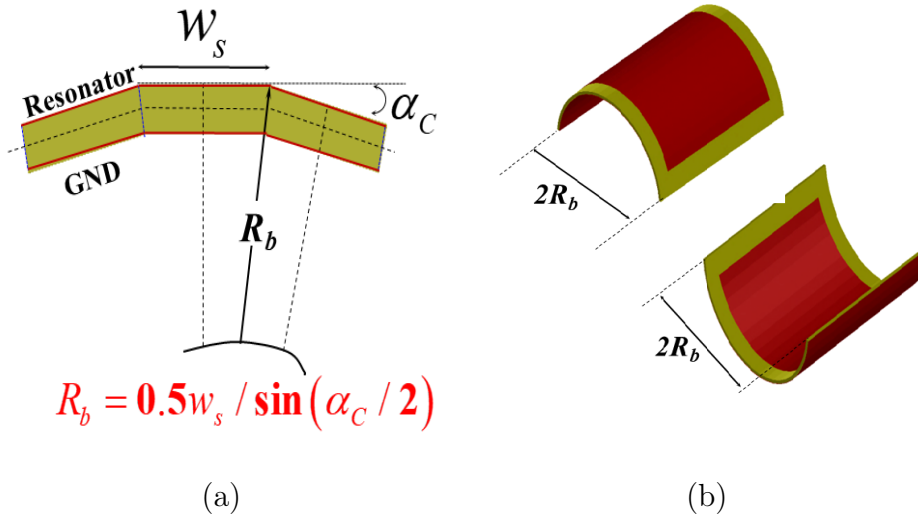 w_s
Resonator
α_C
GND
R_b
R_b = 0.5w_s / sin(α_C / 2)
(a)
2R_b
2R_b
(b)